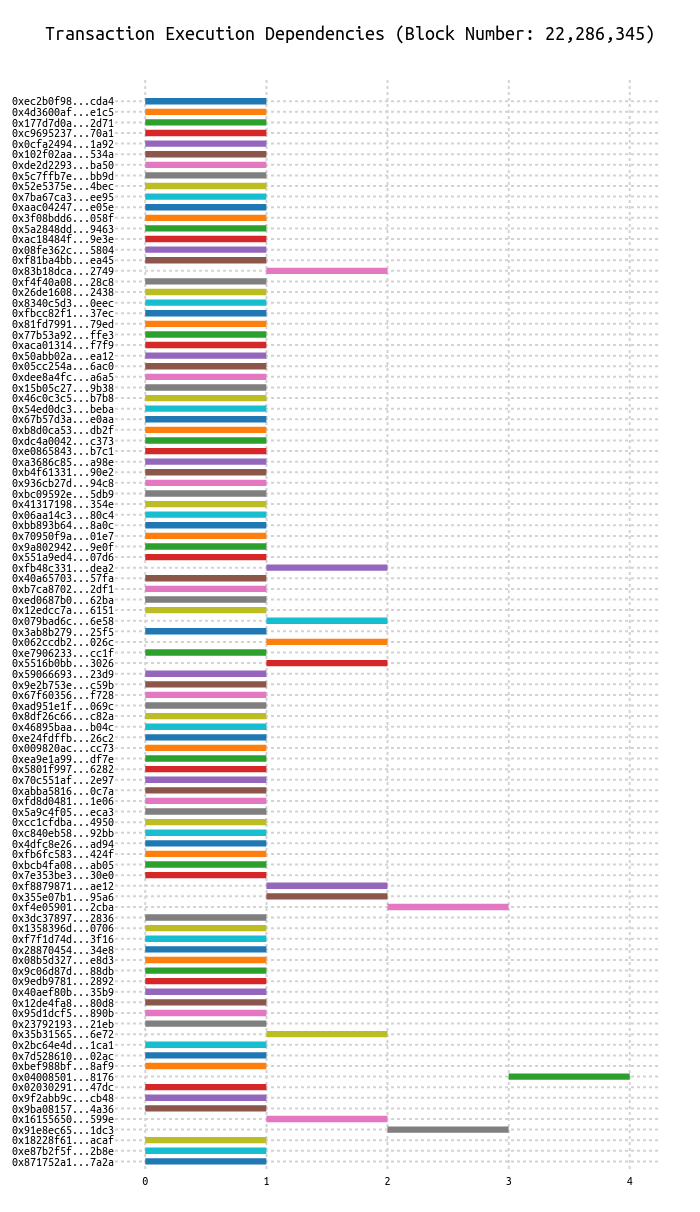 Transaction Execution Dependencies (Block Number: 22,286,345)
0xec2b0f98...cda4
0x4d3600af...e1c5
0x177d7d0a...2d71
0xc9695237...70a1
0x0cfa2494...1a92
0x102f02aa...534a
0xde2d2293...ba50
0x5c7ffb7e...bb9d
0x52e5375e...4bec
0x7ba67ca3...ee95
0xaac04247...e05e
0x3f08bdd6...058f
0x5a2848dd...9463
0xac18484f...9e3e
0x08fe362c...5804
0xf81ba4bb...ea45
0x83b18dca...2749
0xf4f40a08...28c8
0x26de1608...2438
0x8340c5d3...0eec
0xfbcc82f1...37ec
0x81fd7991...79ed
0x77b53a92...ffe3
0xaca01314...f7f9
0x50abb02a...ea12
0x05cc254a...6ac0
0xdee8a4fc...a6a5
0x15b05c27...9b38
0x46c0c3c5...b7b8
0x54ed0dc3...beba
0x67b57d3a...e0aa
0xb8d0ca53...db2f
0xdc4a0042...c373
0xe0865843...b7c1
0xa3686c85...a98e
0xb4f61331...90e2
0x936cb27d...94c8
0xbc09592e...5db9
0x41317198...354e
0x06aa14c3...80c4
0xbb893b64...8a0c
0x70950f9a...01e7
0x9a802942...9e0f
0x551a9ed4...07d6
0xfb48c331...dea2
0x40a65703...57fa
0xb7ca8702...2df1
0xed0687b0...62ba
0x12edcc7a...6151
0x079bad6c...6e58
0x3ab8b279...25f5
0x062ccdb2...026c
0xe7906233...cc1f
0x5516b0bb...3026
0x59066693...23d9
0x9e2b753e...c59b
0x67f60356...f728
0xad951e1f...069c
0x8df26c66...c82a
0x46895baa...b04c
0xe24fdffb...26c2
0x009820ac...cc73
0xea9e1a99...df7e
0x5801f997...6282
0x70c551af...2e97
0xabba5816...0c7a
0xfd8d0481...1e06
0x5a9c4f05...eca3
0xcc1cfdba...4950
0xc840eb58...92bb
0x4dfc8e26...ad94
0xfb6fc583...424f
0xbcb4fa08...ab05
0x7e353be3...30e0
0xf8879871...ae12
0x355e07b1...95a6
0xf4e05901...2cba
0x3dc37897...2836
0x1358396d...0706
0xf7f1d74d...3f16
0x28870454...34e8
0x08b5d327...e8d3
0x9c06d87d...88db
0x9edb9781...2892
0x40aef80b...35b9
0x12de4fa8...80d8
0x95d1dcf5...890b
0x23792193...21eb
0x35b31565...6e72
0x2bc64e4d...1ca1
0x7d528610...02ac
0xbef988bf...8af9
0x04008501...8176
0x02030291...47dc
0x9f2abb9c...cb48
0x9ba08157...4a36
0x16155650...599e
0x91e8ec65...1dc3
0x18228f61...acaf
0xe87b2f5f...2b8e
0x871752a1...7a2a
0 1 2 3 4